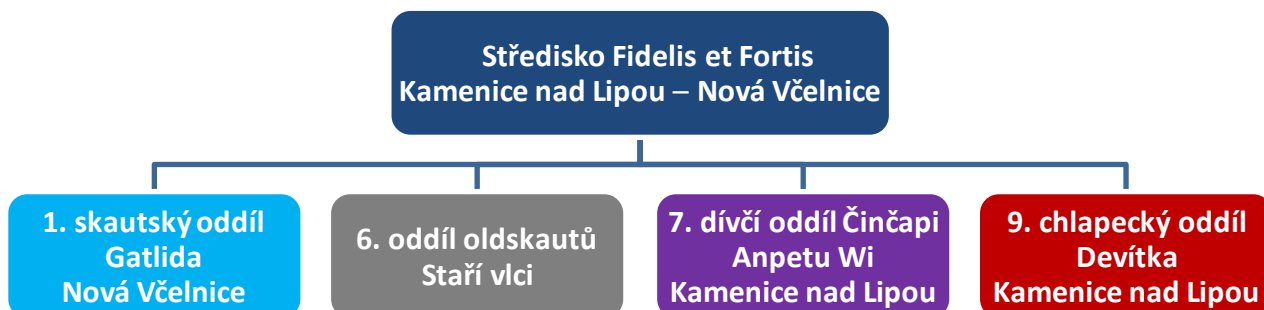 Středisko Fidelis et Fortis
Kamenice nad Lipou – Nová Včelnice
1. skautský oddíl
Gatlida
Nová Včelnice
6. oddíl oldskautů
Staří vlci
7. dívčí oddíl Činčapi
Anpetu Wi
Kamenice nad Lipou
9. chlapecký oddíl
Devítka
Kamenice nad Lipou